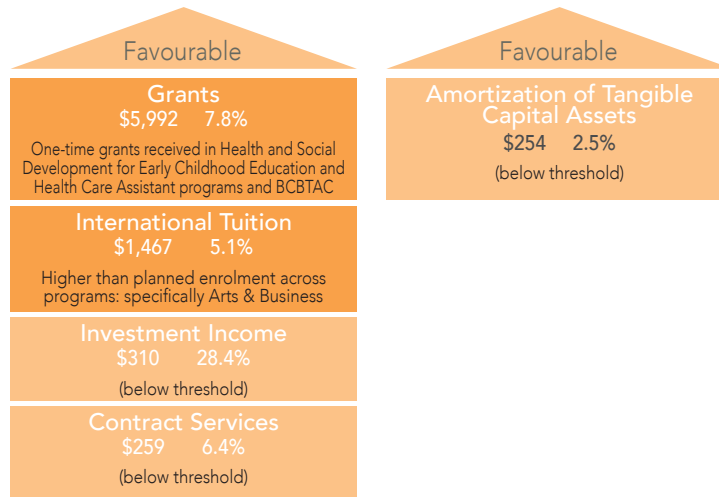 Favourable
Grants
$5,992 7.8%
One-time grants received in Health and Social
Development for Early Childhood Education and
Health Care Assistant programs and BCBTAC
International Tuition
$1,467 5.1%
Higher than planned enrolment across
programs: specifically Arts & Business
Investment Income
$310 28.4%
(below threshold)
Contract Services
$259 6.4%
(below threshold)
Favourable
Amortization of Tangible
Capital Assets
$254 2.5%
(below threshold)